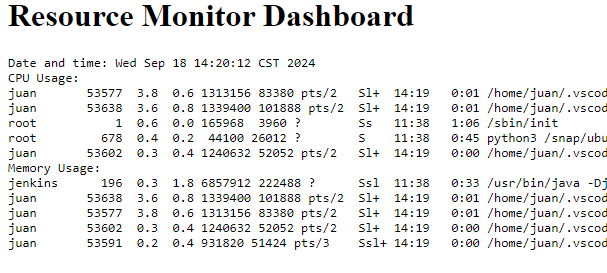 Resource Monitor Dashboard
Date and time: Wed Sep 18 14:20:12 CST 2024
CPU Usage:
juan 53577 3.8 0.6 1313156 83380 pts/2 Sl+ 14:19 0:01 /home/juan/.vscod
juan 53638 3.6 0.8 1339400 101888 pts/2 Sl+ 14:19 0:01 /home/juan/.vscod
root 1 0.6 0.0 165968 3960 ? Ss 11:38 1:06 /sbin/init
root 678 0.4 0.2 44100 26012 ? S 11:38 0:45 python3 /snap/ubu
juan 53602 0.3 0.4 1240632 52052 pts/2 Sl+ 14:19 0:00 /home/juan/.vscod
Memory Usage:
jenkins 196 0.3 1.8 6857912 222488 ? Ssl 11:38 0:33 /usr/bin/java -Dj
juan 53638 3.6 0.8 1339400 101888 pts/2 Sl+ 14:19 0:01 /home/juan/.vscod
juan 53577 3.8 0.6 1313156 83380 pts/2 Sl+ 14:19 0:01 /home/juan/.vscod
juan 53602 0.3 0.4 1240632 52052 pts/2 Sl+ 14:19 0:00 /home/juan/.vscod
juan 53591 0.2 0.4 931820 51424 pts/3 Ssl+ 14:19 0:00 /home/juan/.vscod